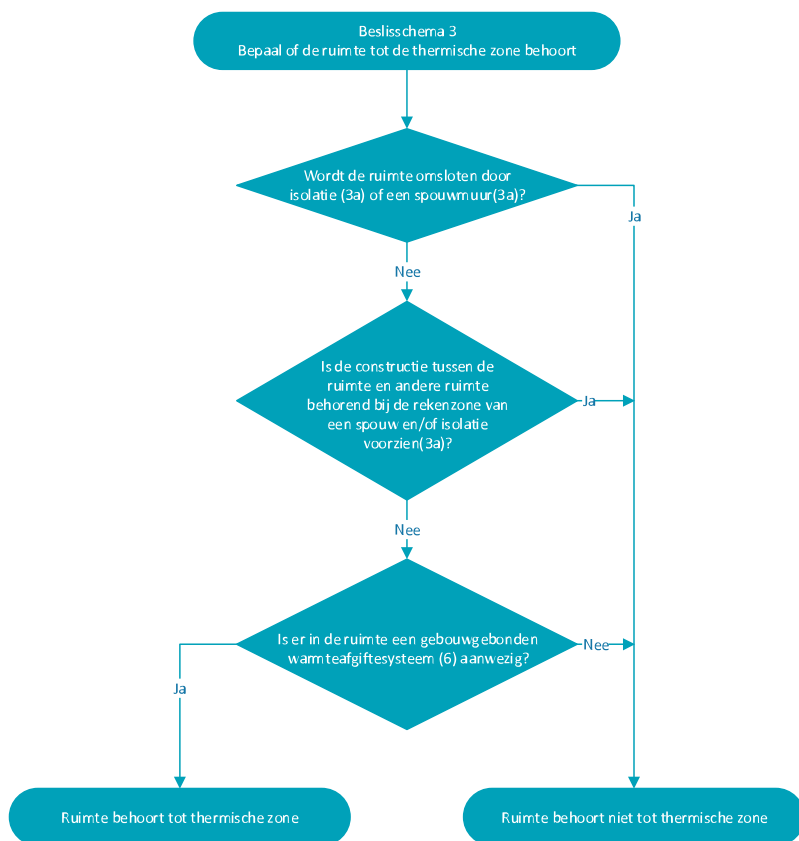 Beslisschema 3
Bepaal of de ruimte tot de thermische zone behoort
Wordt de ruimte omsloten door
isolatie (3a) of een spouwmuur(3a)?
Ja
Nee
Is de constructie tussen de
ruimte en andere ruimte
behorend bij de rekenzone van
een spouw en/of isolatie
voorzien(3a)?
Ja
Nee
Is er in de ruimte een gebouwgebonden
warmteafgiftesysteem (6) aanwezig?
Nee
Ja
Ruimte behoort tot thermische zone
Ruimte behoort niet tot thermische zone